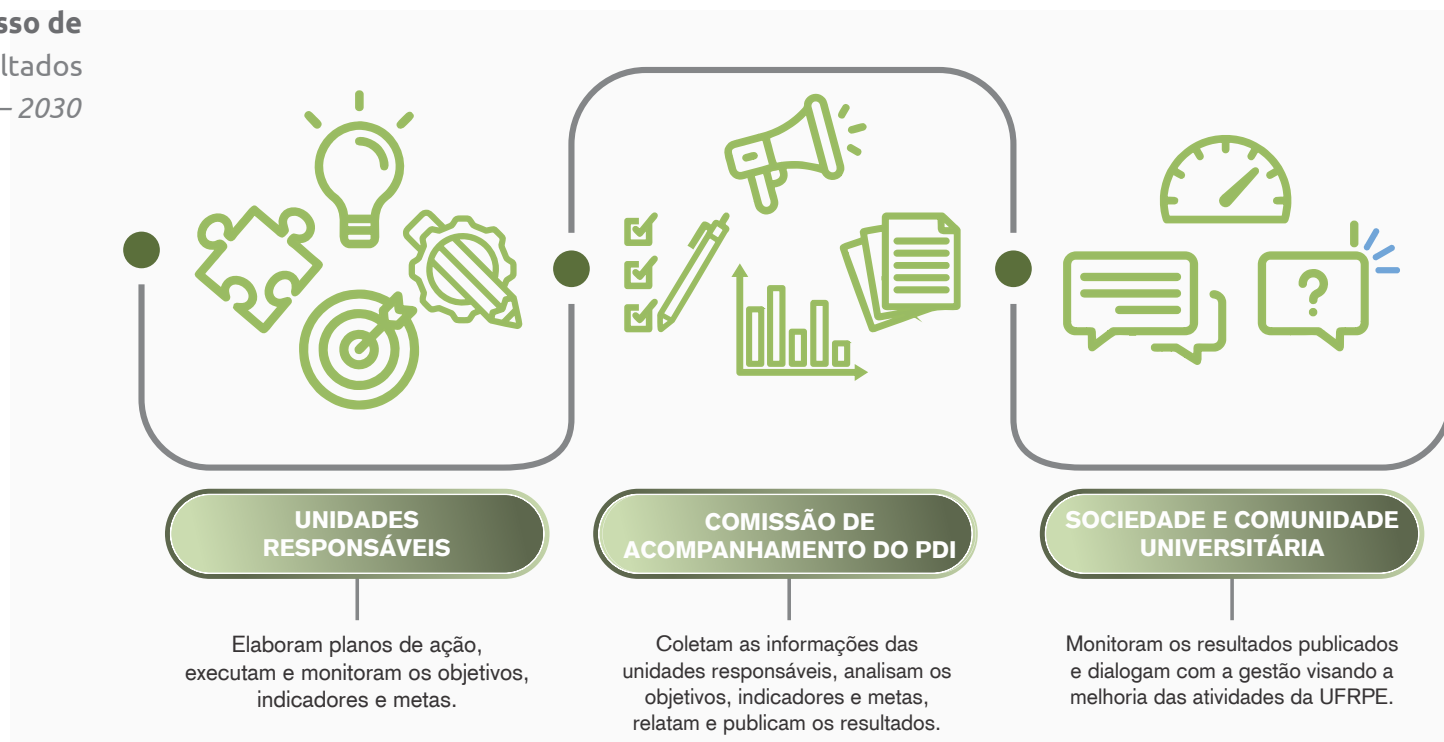 de
2030
UNIDADES
RESPONSÁVEIS
Elaboram planos de ação,
executam e monitoram os objetivos,
indicadores e metas.
COMISSÃO DE
ACOMPANHAMENTO DO PDI
Coletam as informações das
unidades responsáveis, analisam os
objetivos, indicadores e metas,
relatam e publicam os resultados.
SOCIEDADE E COMUNIDADE
UNIVERSITÁRIA
Monitoram os resultados publicados
e dialogam com a gestão visando a
melhoria das atividades da UFRPE.
?